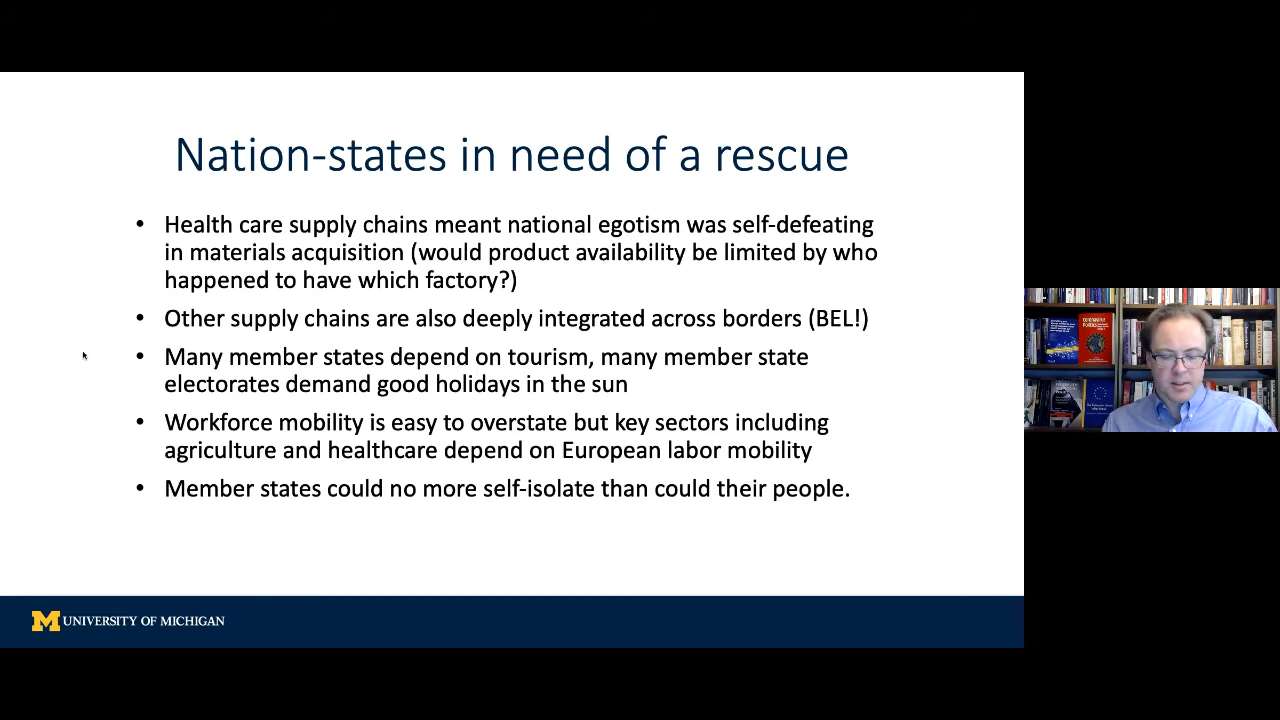 Nation-states in need of a rescue
• Health care supply chains meant national egotism was self-defeating
in materials acquisition (would product availability be limited by who
happened to have which factory?)
• Other supply chains are also deeply integrated across borders (BEL!)
• Many member states depend on tourism, many member state
electorates demand good holidays in the sun
• Workforce mobility is easy to overstate but key sectors including
agriculture and healthcare depend on European labor mobility
• Member states could no more self-isolate than could their people.
M UNIVERSITY OF MICHIGAN